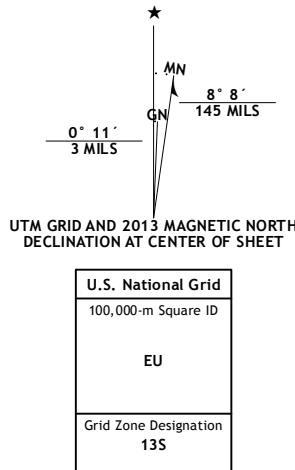 ★
MN
GN
8° 8´
145 MILS
0° 11´
3 MILS
UTM GRID AND 2013 MAGNETIC NORTH
DECLINATION AT CENTER OF SHEET
U.S. National Grid
100,000-m Square ID
EU
Grid Zone Designation
13S